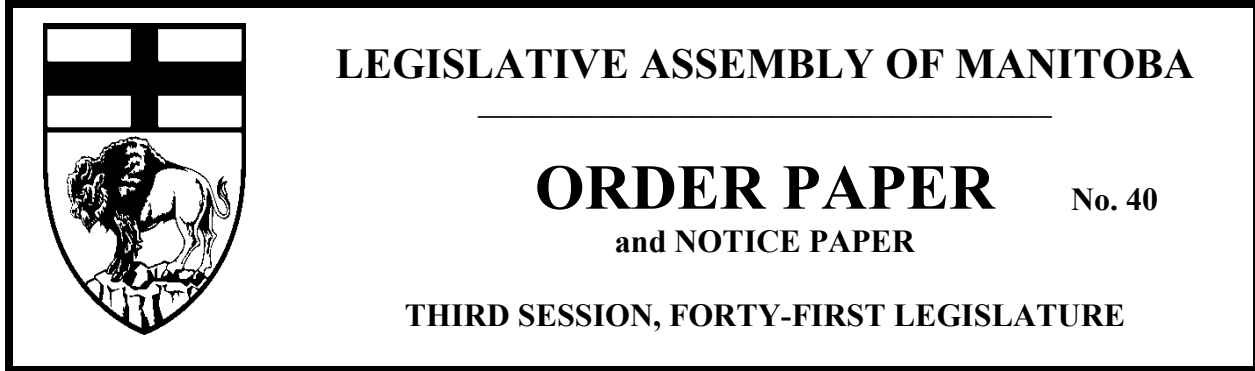 LEGISLATIVE ASSEMBLY OF MANITOBA
ORDER PAPER No. 40
and NOTICE PAPER
THIRD SESSION, FORTY-FIRST LEGISLATURE